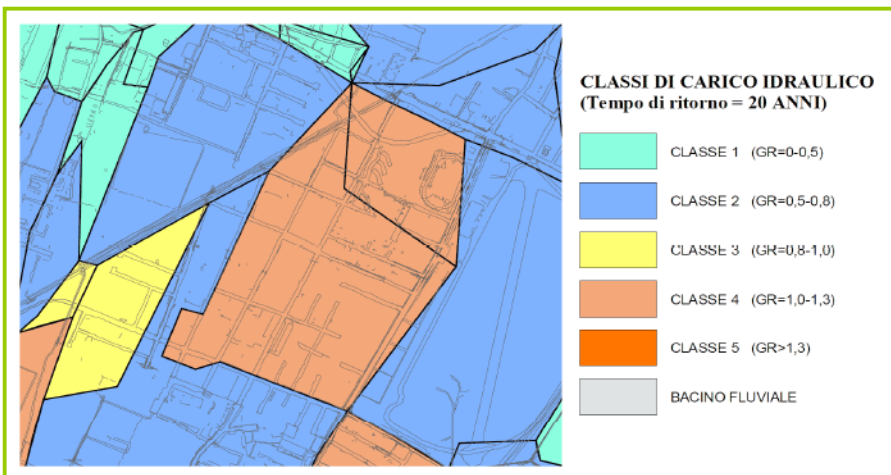 CLASSI DI CARICO IDRAULICO
(Tempo di ritorno = 20 ANNI)
CLASSE 1 (GR=0-0,5)
CLASSE 2 (GR=0,5-0,8)
CLASSE 3 (GR=0,8-1,0)
CLASSE 4 (GR=1,0-1,3)
CLASSE 5 (GR>1,3)
BACINO FLUVIALE